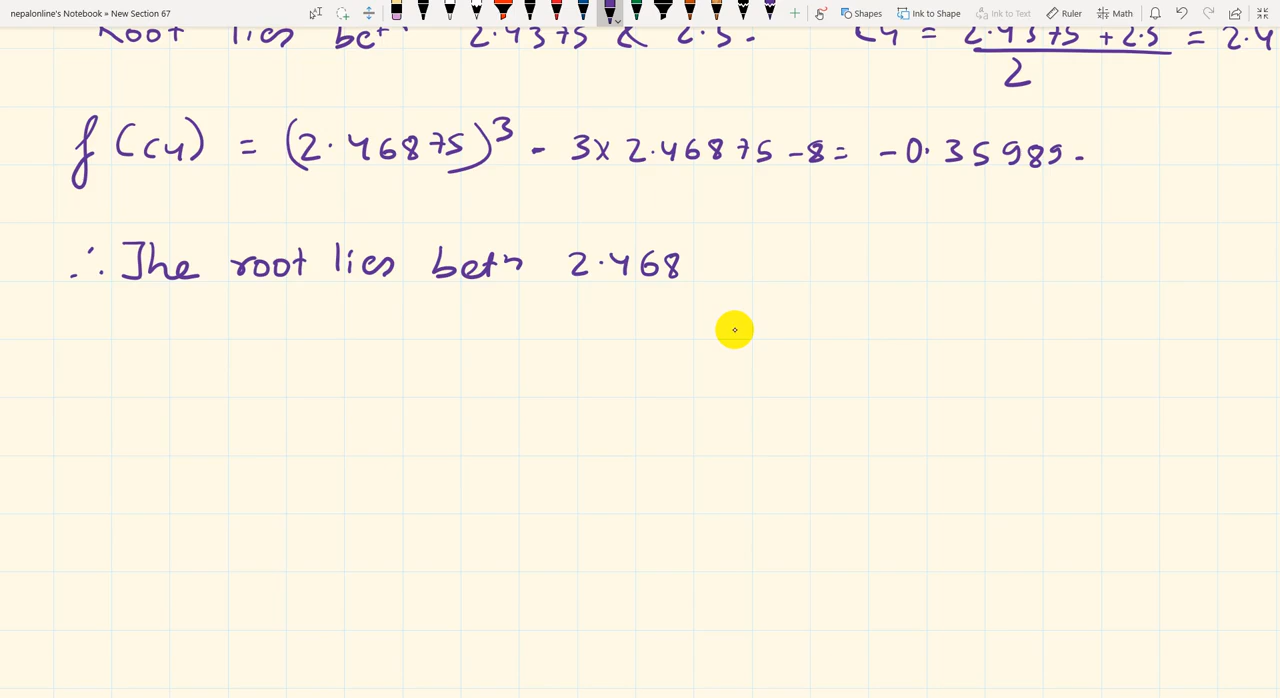 nepalonline's Notebook » New Section 67
Shapes Ink to Shape Ink to Text Ruler Math
Root lies betⁿ 2.4375 & 2.5. C4 = 2.4375 + 2.5 = 2.4
2
f(c4) = (2.46875)³ - 3 x 2.46875 - 8 = -0.35989.
∴ The root lies betⁿ 2.468